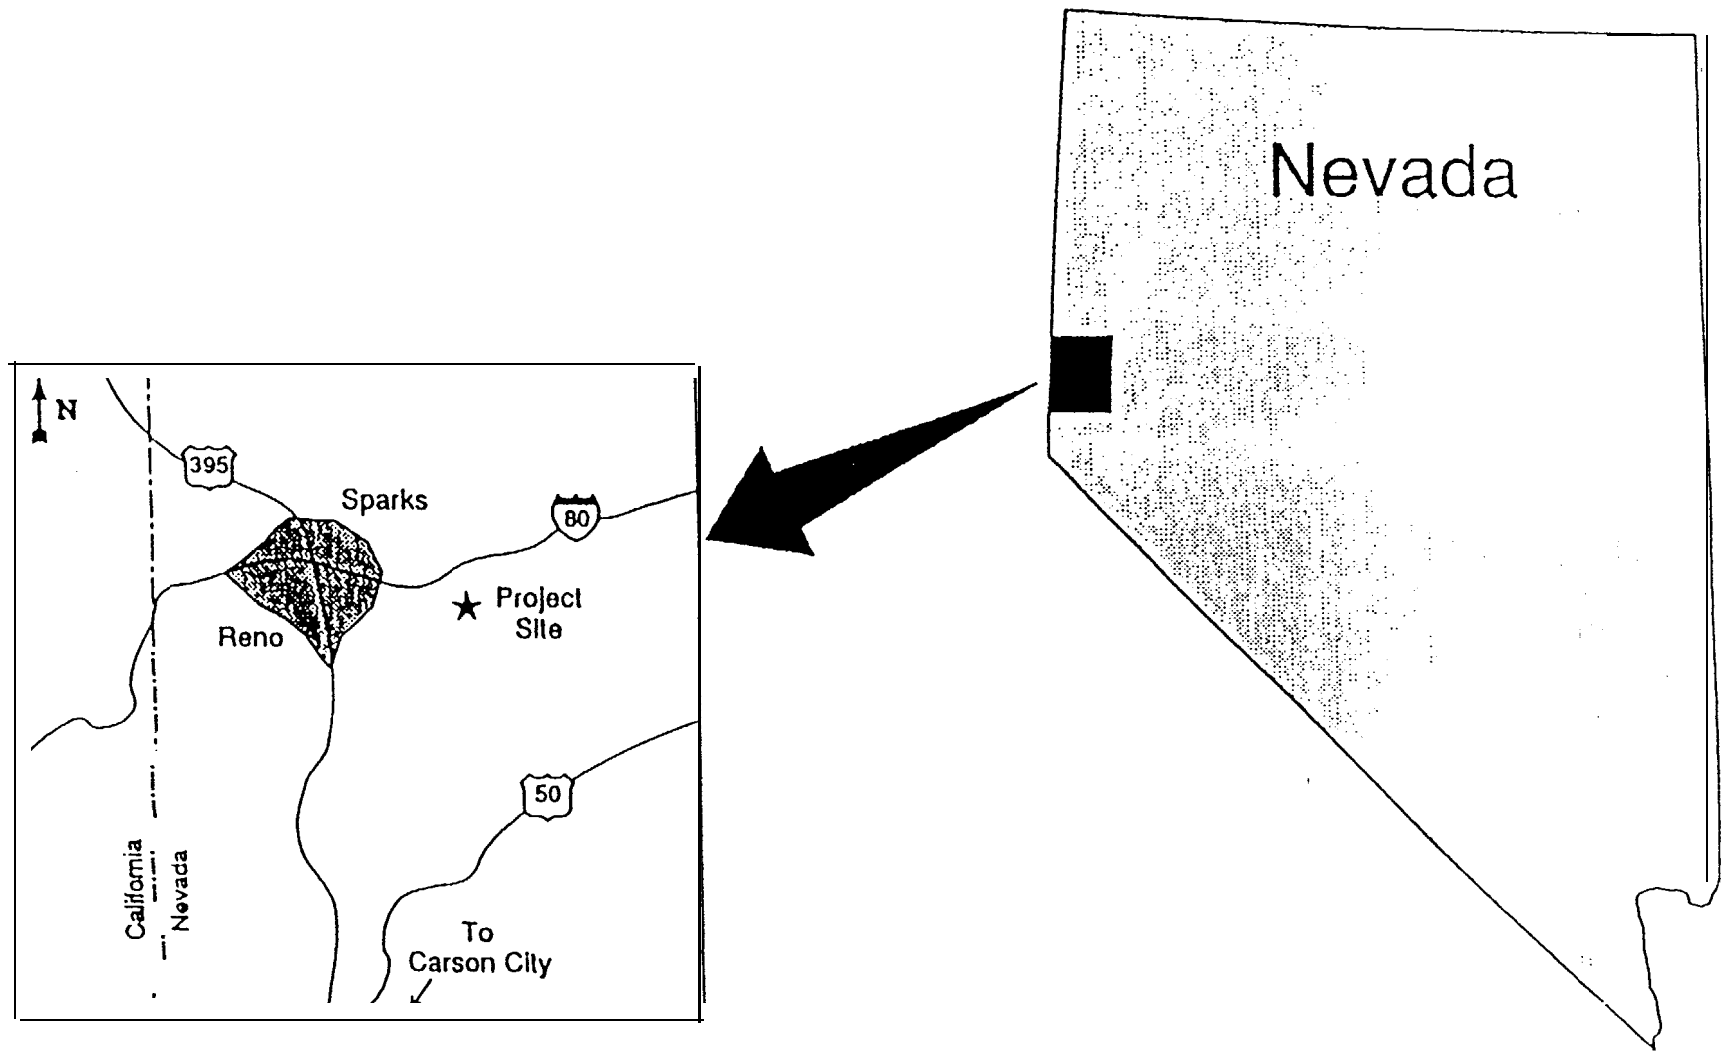 Nevada
N
395
Sparks
80
Project
Site
Reno
50
California
Nevada
To
Carson City